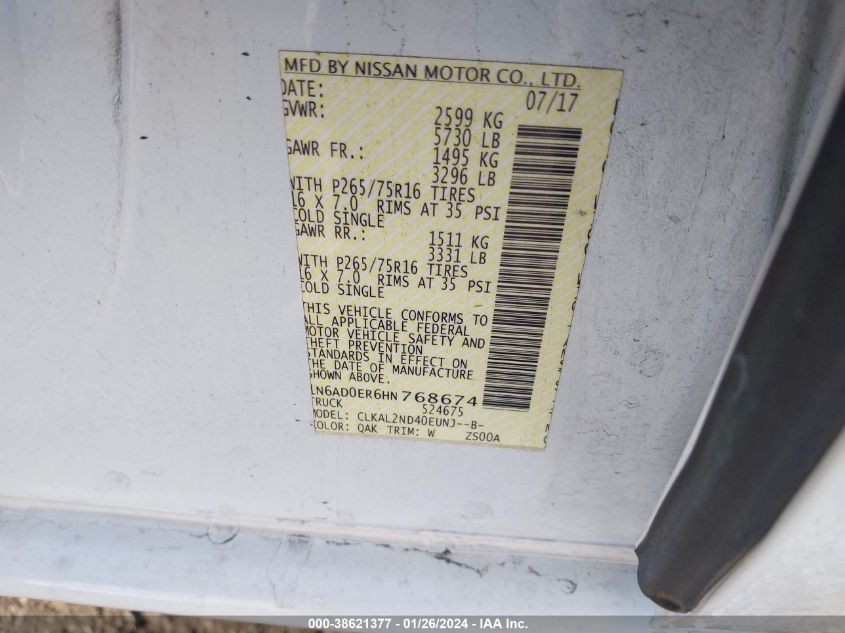 MFD BY NISSAN MOTOR CO., LTD.
DATE: 07/17
GVWR: 2599 KG
5730 LB
GAWR FR.: 1495 KG
3296 LB
WITH P265/75R16 TIRES
16 X 7.0 RIMS AT 35 PSI
COLD SINGLE
GAWR RR.: 1511 KG
3331 LB
WITH P265/75R16 TIRES
16 X 7.0 RIMS AT 35 PSI
COLD SINGLE
THIS VEHICLE CONFORMS TO
ALL APPLICABLE FEDERAL
MOTOR VEHICLE SAFETY AND
THEFT PREVENTION
STANDARDS IN EFFECT ON
THE DATE OF MANUFACTURE
SHOWN ABOVE.
1N6AD0ER6HN768674
TRUCK 524675
MODEL: CLKAL2ND40EUNJ--B-
COLOR: QAK TRIM: W ZS00A
000-38621377 - 01/26/2024 - IAA Inc.